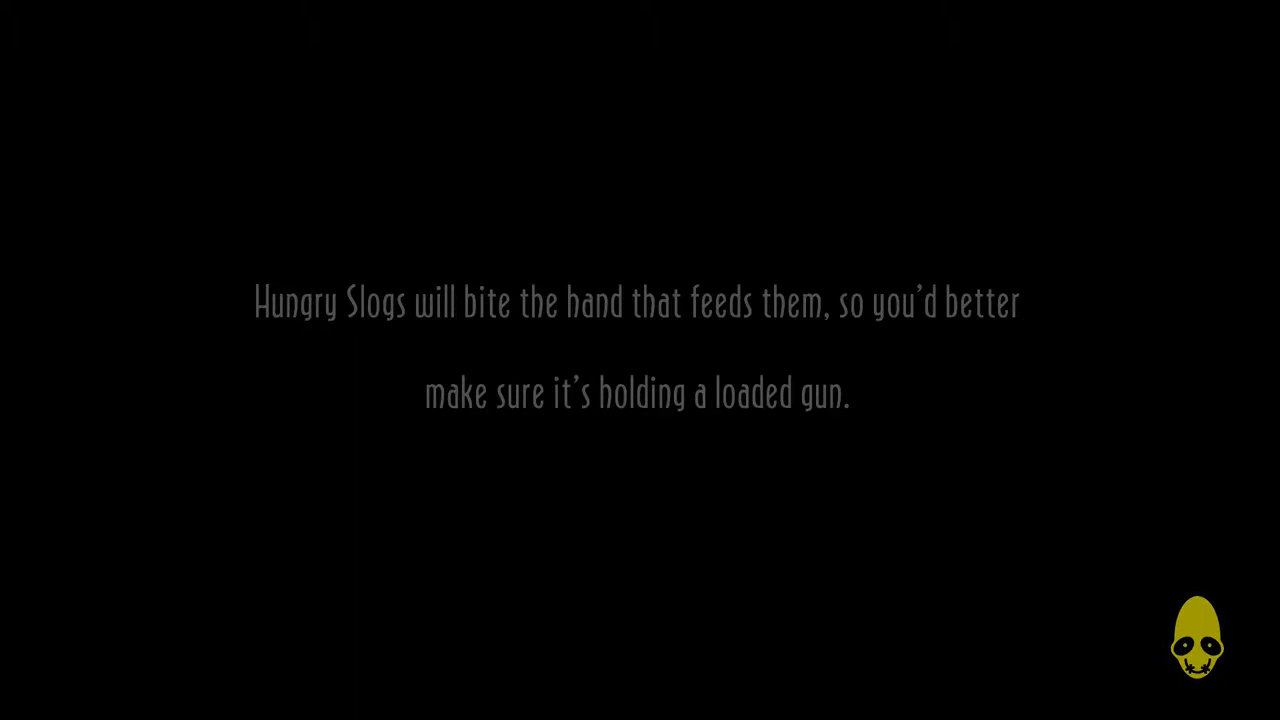 Hungry Slogs will bite the hand that feeds them, so you’d better
make sure it’s holding a loaded gun.